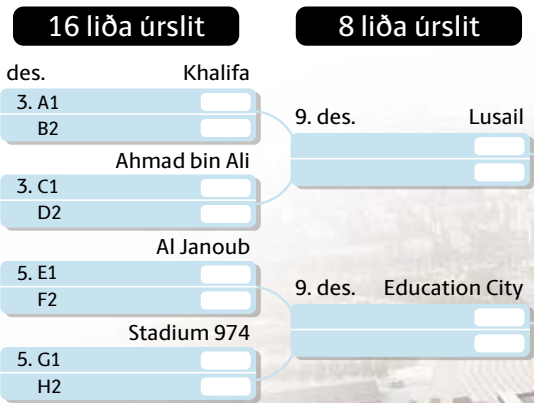 16 liða úrslit
des. Khalifa
3. A1
B2
Ahmad bin Ali
3. C1
D2
Al Janoub
5. E1
F2
Stadium 974
5. G1
H2
8 liða úrslit
9. des. Lusail
9. des. Education City